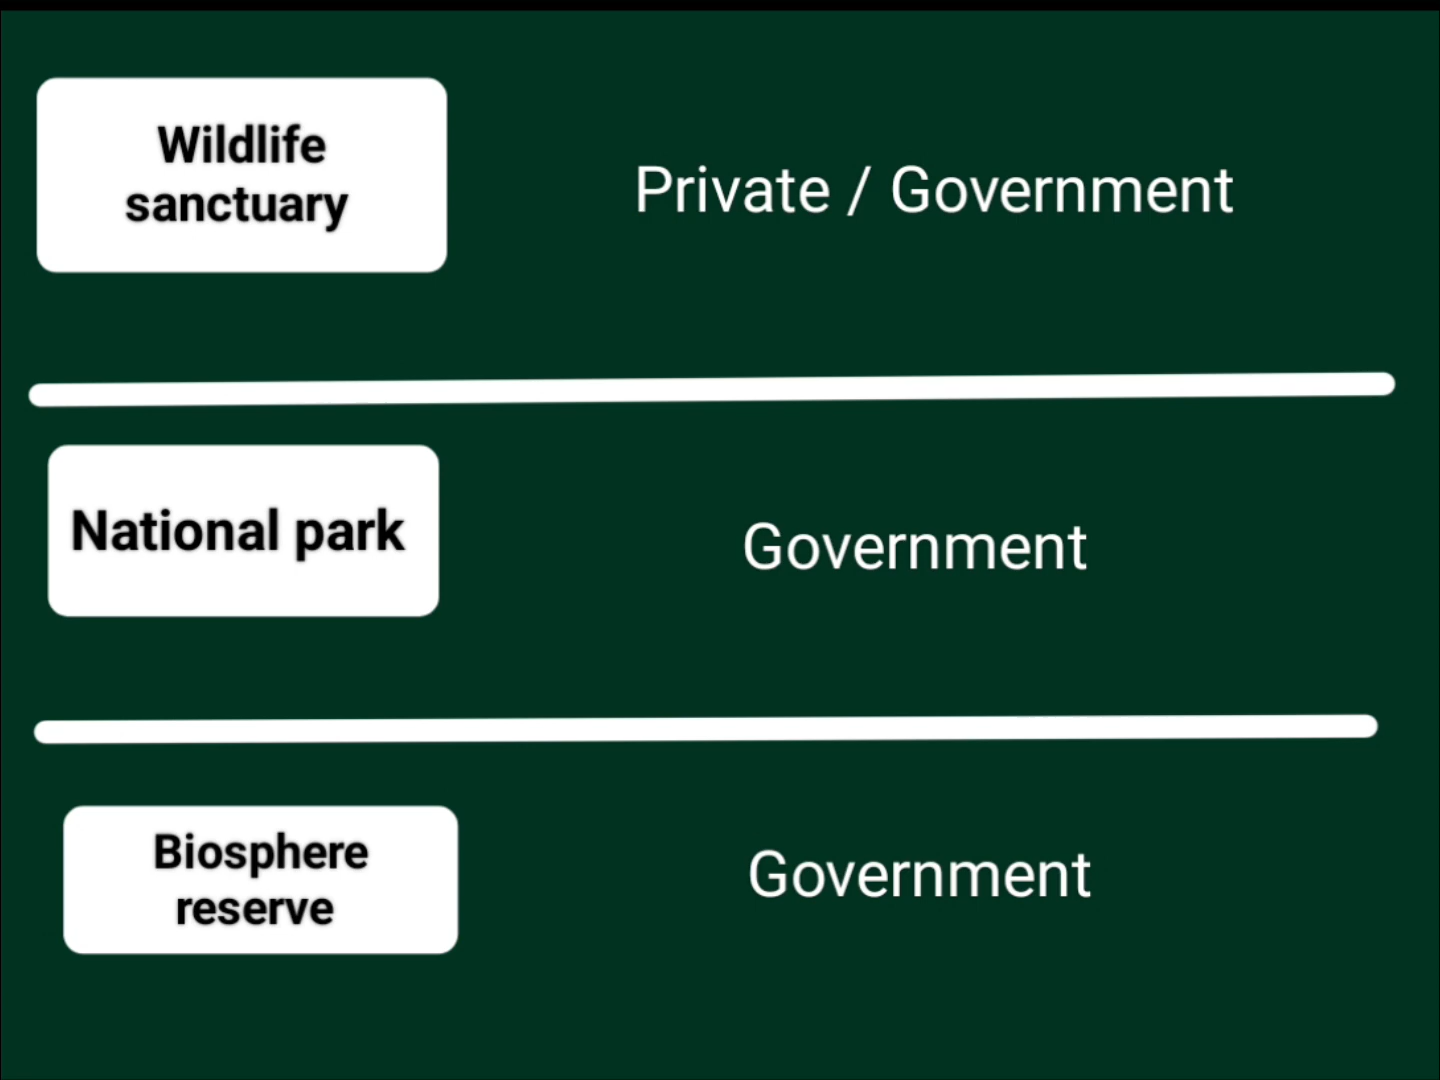 Wildlife
sanctuary
Private / Government
National park
Government
Biosphere
reserve
Government